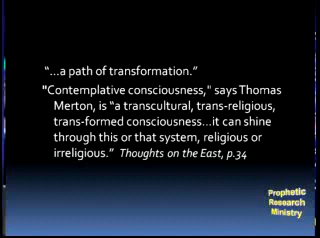 “...a path of transformation.”
"Contemplative consciousness," says Thomas
Merton, is “a transcultural, trans-religious,
trans-formed consciousness...it can shine
through this or that system, religious or
irreligious.” Thoughts on the East, p.34
Prophetic
Research
Ministry